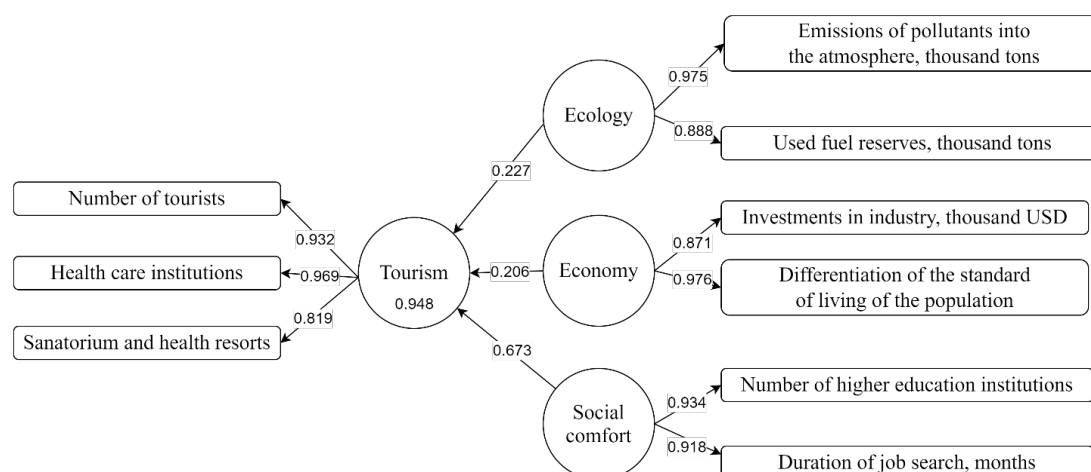 Emissions of pollutants into
the atmosphere, thousand tons
0.975
Ecology
0.888
Used fuel reserves, thousand tons
0.227
Number of tourists
0.932
Investments in industry, thousand USD
0.871
Health care institutions
0.969
Tourism
0.948
0.206
Economy
0.976
Differentiation of the standard
of living of the population
0.819
Sanatorium and health resorts
0.673
Number of higher education institutions
0.934
Social
comfort
0.918
Duration of job search, months